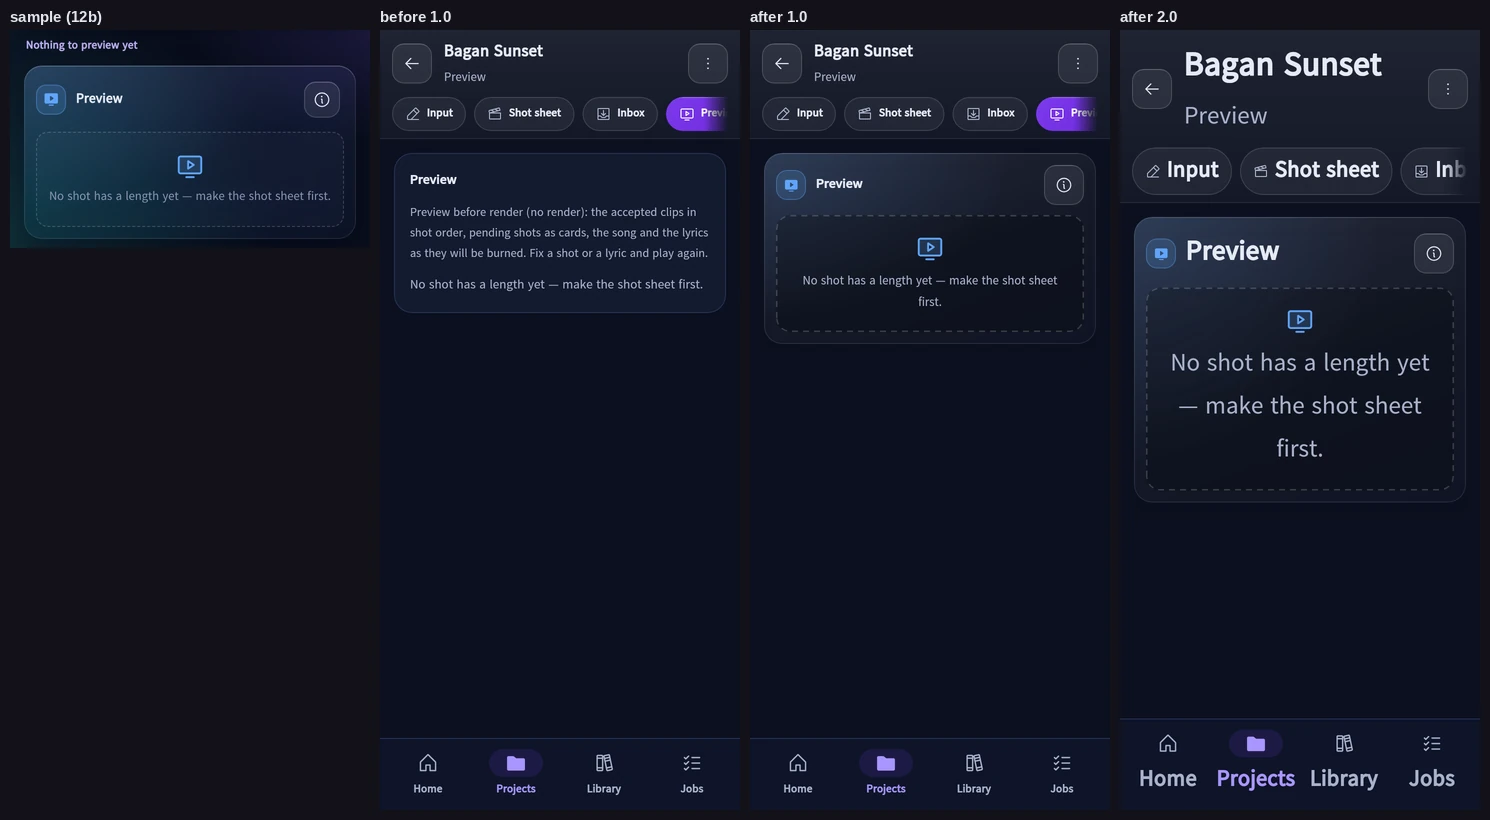 sample (12b)
Nothing to preview yet
Preview
No shot has a length yet — make the shot sheet first.
before 1.0
Bagan Sunset
Preview
Input
Shot sheet
Inbox
Previ
Preview
Preview before render (no render): the accepted clips in
shot order, pending shots as cards, the song and the lyrics
as they will be burned. Fix a shot or a lyric and play again.
No shot has a length yet — make the shot sheet first.
Home
Projects
Library
Jobs
after 1.0
Bagan Sunset
Preview
Input
Shot sheet
Inbox
Previ
Preview
No shot has a length yet — make the shot sheet
first.
Home
Projects
Library
Jobs
after 2.0
Bagan Sunset
Preview
Input
Shot sheet
Inb
Preview
No shot has a length yet
— make the shot sheet
first.
Home
Projects
Library
Jobs